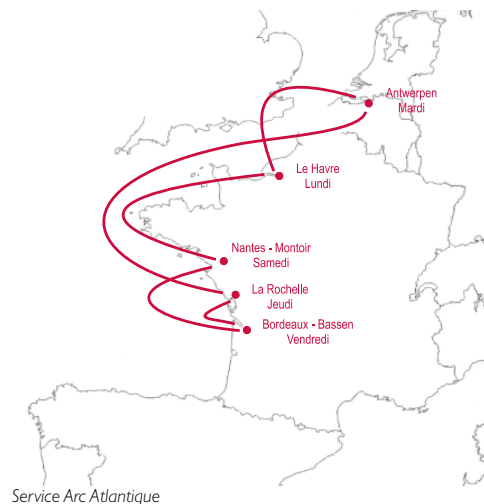 Antwerpen
Mardi
Le Havre
Lundi
Nantes - Montoir
Samedi
La Rochelle
Jeudi
Bordeaux - Bassen
Vendredi
Service Arc Atlantique